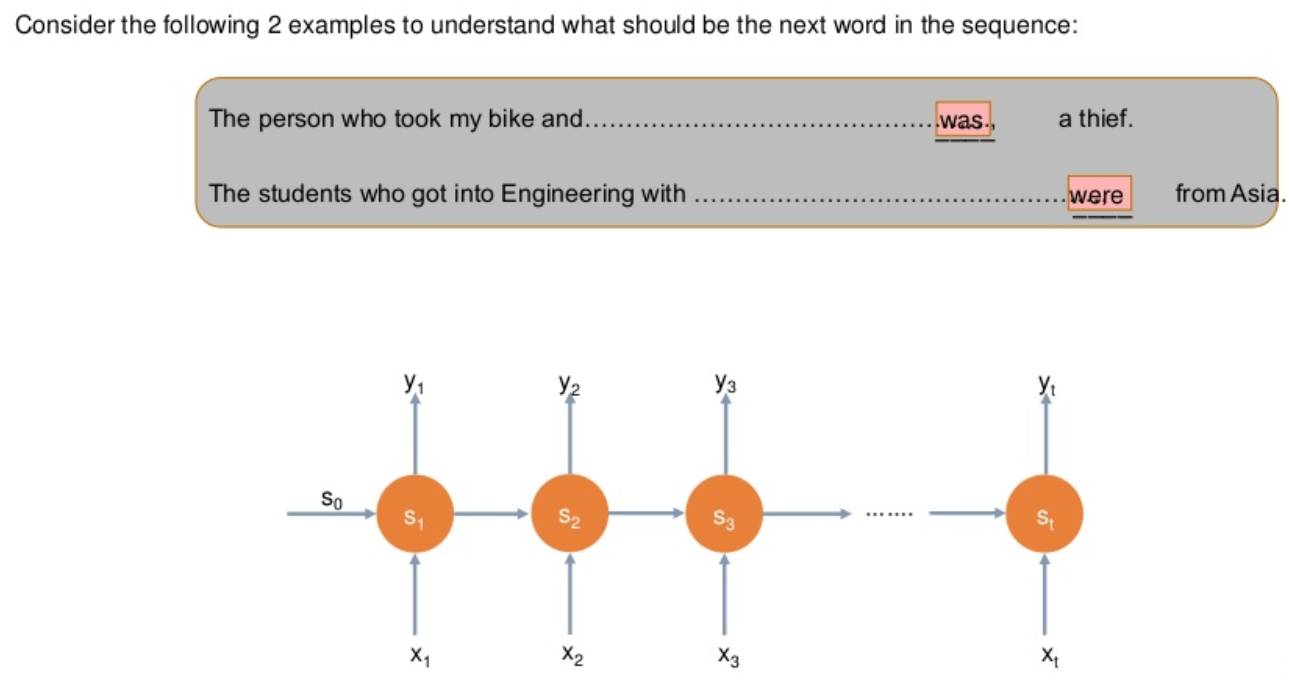 Consider the following 2 examples to understand what should be the next word in the sequence:
The person who took my bike and.........................................was., a thief.
The students who got into Engineering with ...........................................were from Asia.
y₁ y₂ y₃ yₜ
s₀
s₁ s₂ s₃ ....... sₜ
x₁ x₂ x₃ xₜ